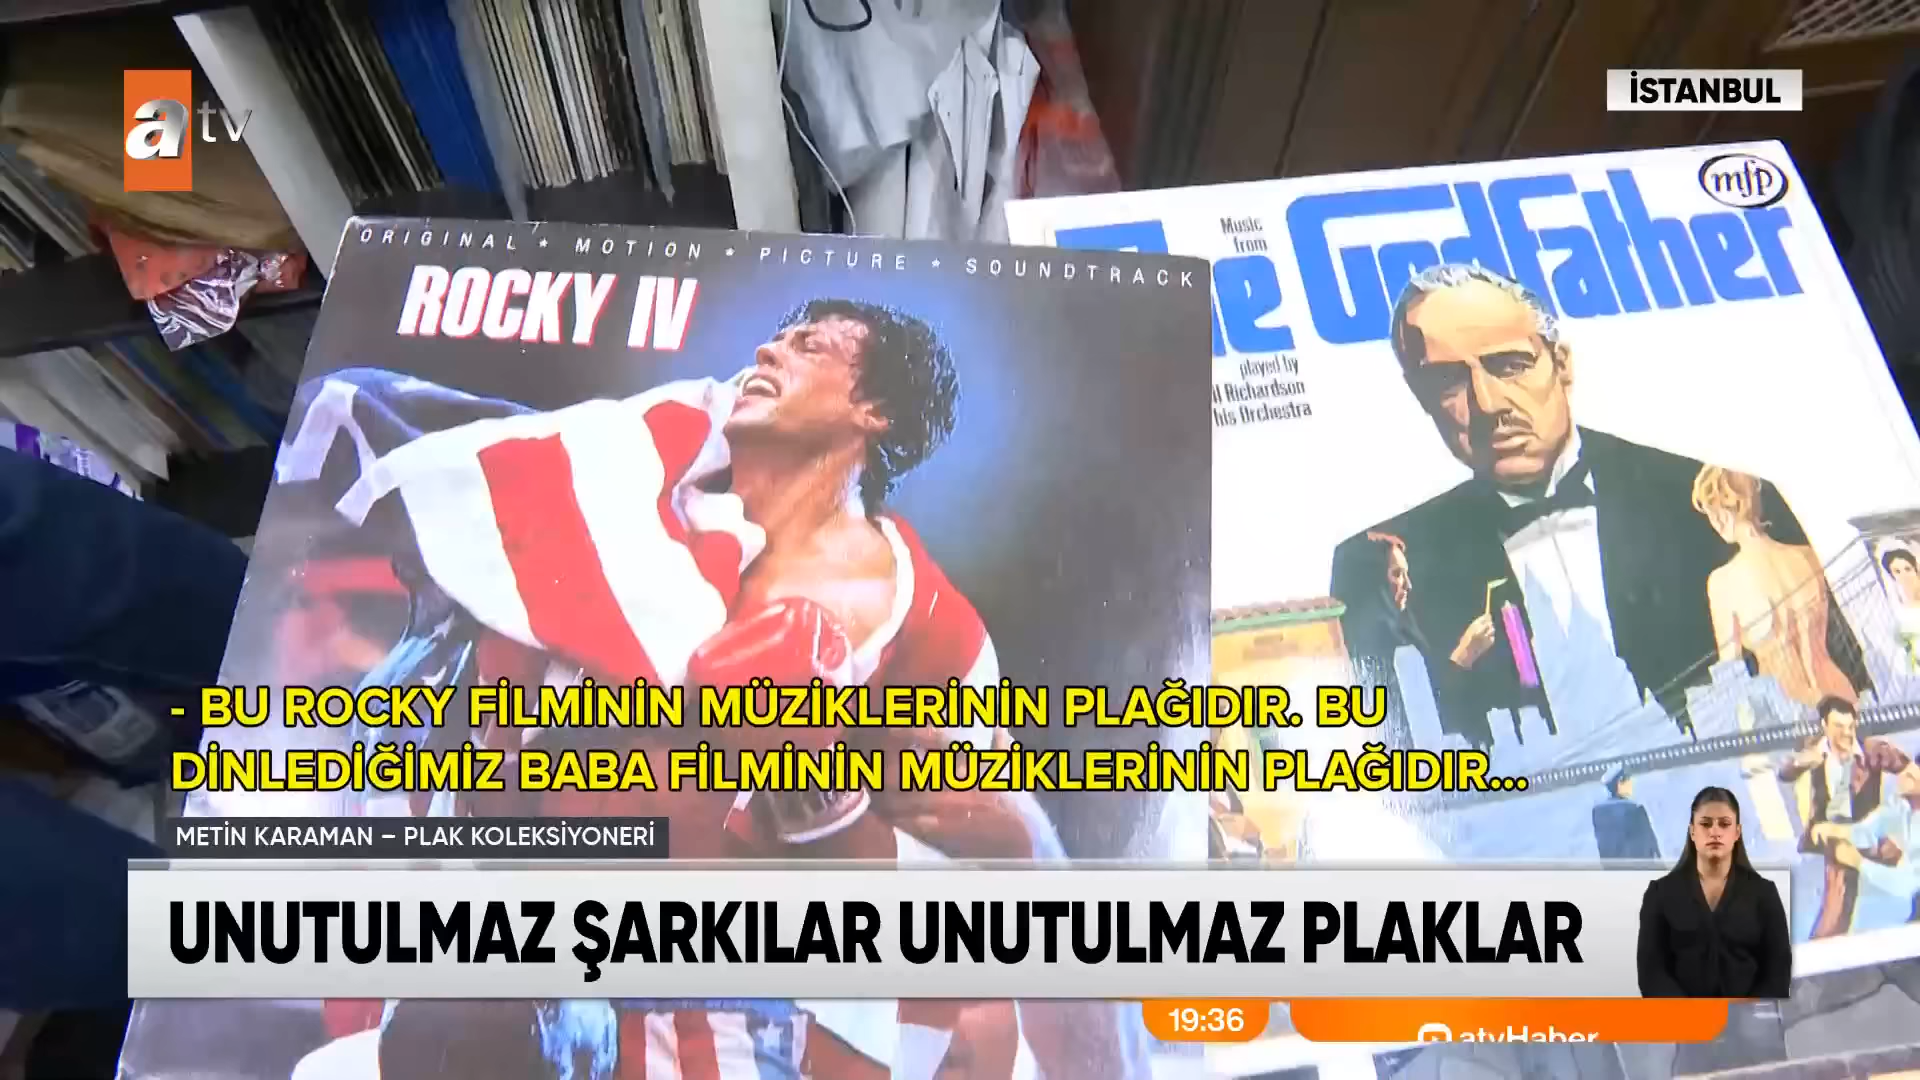 atv
İSTANBUL
ORIGINAL ★ MOTION ★ PICTURE ★ SOUNDTRACK
ROCKY IV
mfp
Music
from
Godfather
played by
Richardson
his Orchestra
- BU ROCKY FİLMİNİN MÜZİKLERİNİN PLAĞIDIR. BU
DİNLEDİĞİMİZ BABA FİLMİNİN MÜZİKLERİNİN PLAĞIDIR...
METİN KARAMAN – PLAK KOLEKSİYONERİ
UNUTULMAZ ŞARKILAR UNUTULMAZ PLAKLAR
19:36
atvHaber